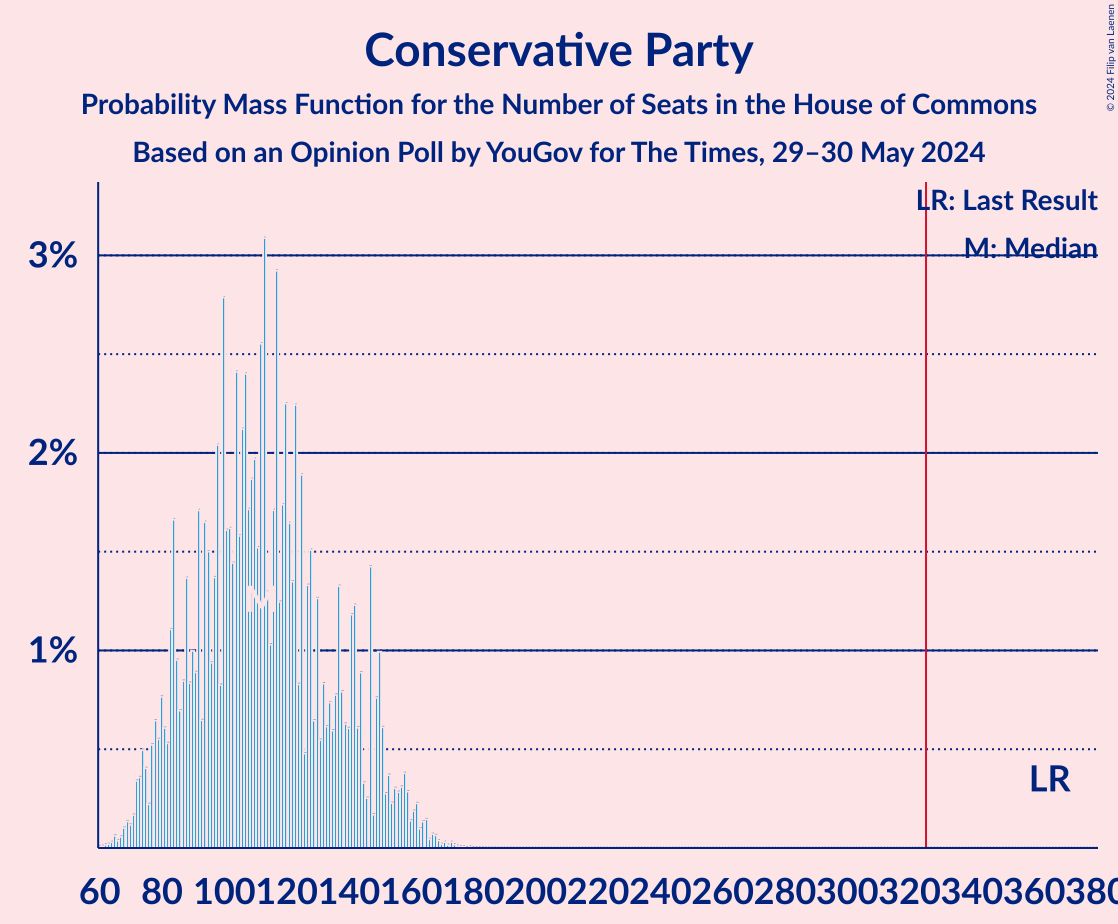 Conservative Party
Probability Mass Function for the Number of Seats in the House of Commons
Based on an Opinion Poll by YouGov for The Times, 29–30 May 2024
© 2024 Filip van Laenen
LR: Last Result
M: Median
3%
2%
1%
M
LR
60 80 100 120 140 160 180 200 220 240 260 280 300 320 340 360 380